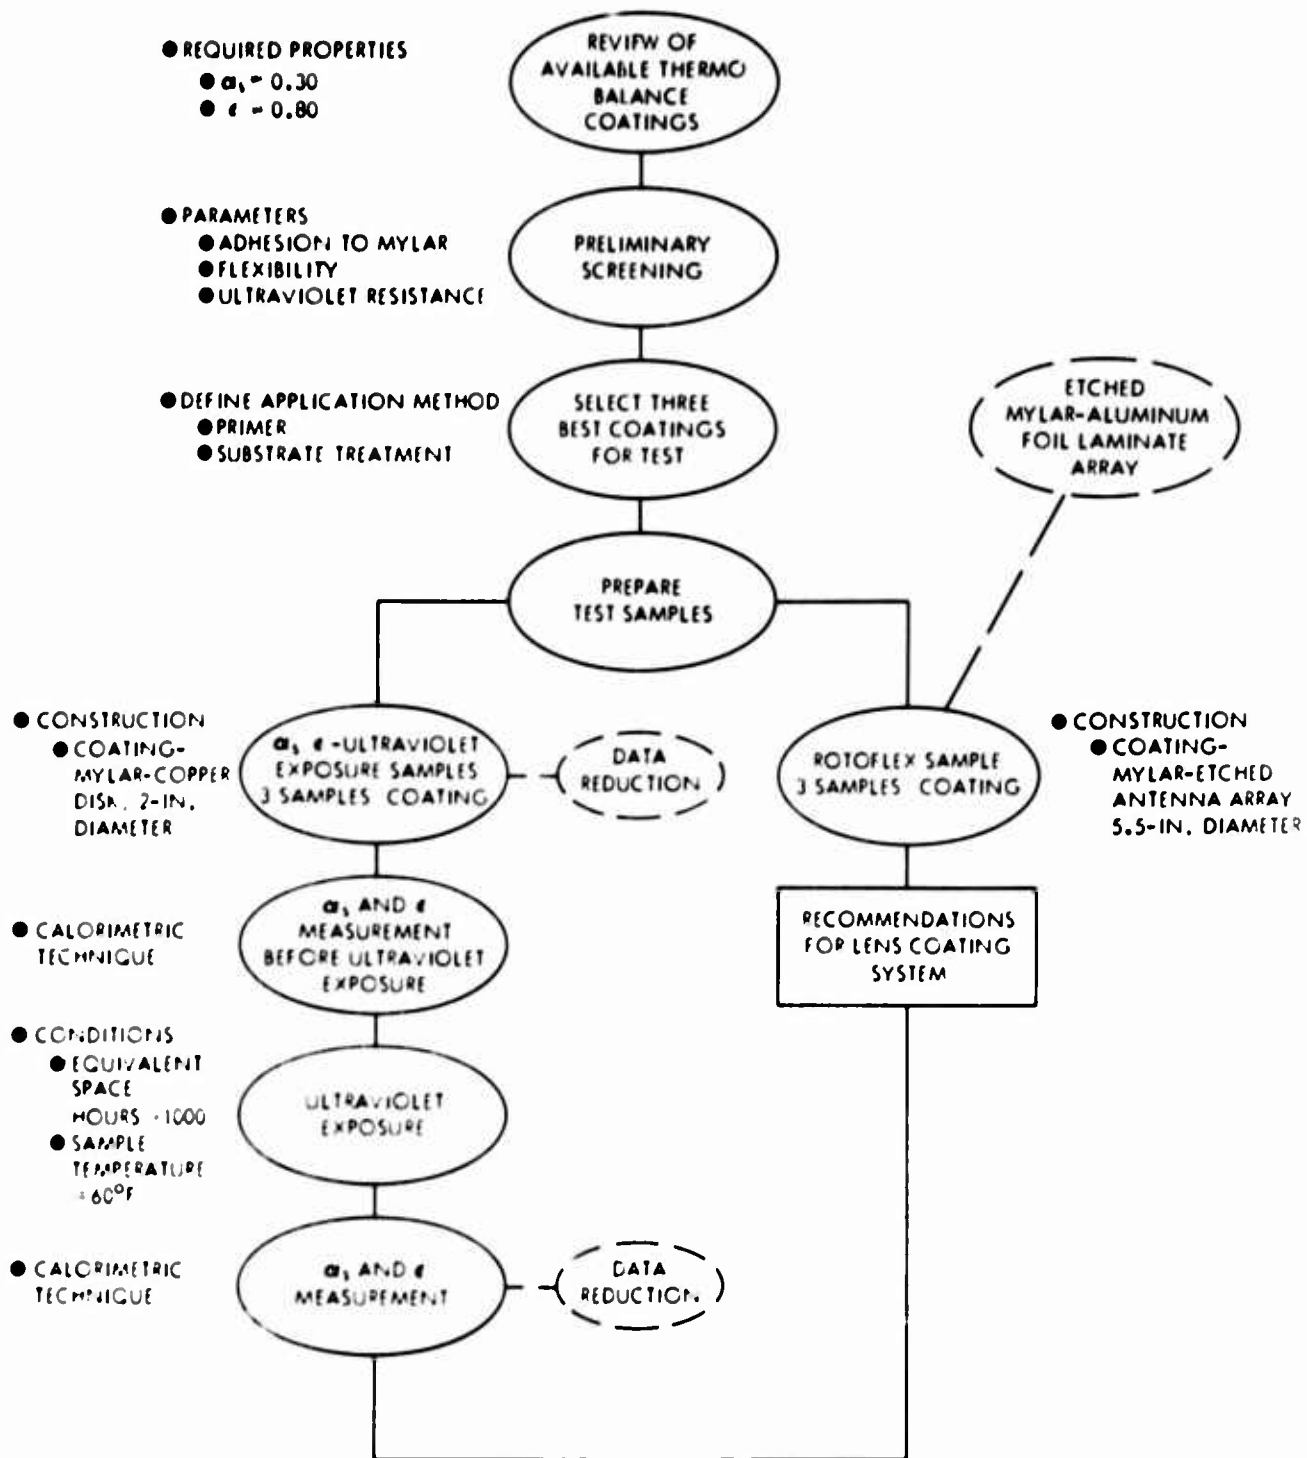 ● REQUIRED PROPERTIES
● αs = 0.30
● ϵ = 0.80
REVIEW OF
AVAILABLE THERMO
BALANCE
COATINGS
● PARAMETERS
● ADHESION TO MYLAR
● FLEXIBILITY
● ULTRAVIOLET RESISTANCE
PRELIMINARY
SCREENING
● DEFINE APPLICATION METHOD
● PRIMER
● SUBSTRATE TREATMENT
SELECT THREE
BEST COATINGS
FOR TEST
ETCHED
MYLAR-ALUMINUM
FOIL LAMINATE
ARRAY
PREPARE
TEST SAMPLES
● CONSTRUCTION
● COATING-
MYLAR-COPPER
DISK, 2-IN.
DIAMETER
αs ϵ -ULTRAVIOLET
EXPOSURE SAMPLES
3 SAMPLES COATING
DATA
REDUCTION
ROTOFLEX SAMPLE
3 SAMPLES COATING
● CONSTRUCTION
● COATING-
MYLAR-ETCHED
ANTENNA ARRAY
5.5-IN. DIAMETER
● CALORIMETRIC
TECHNIQUE
αs AND ϵ
MEASUREMENT
BEFORE ULTRAVIOLET
EXPOSURE
RECOMMENDATIONS
FOR LENS COATING
SYSTEM
● CONDITIONS
● EQUIVALENT
SPACE
HOURS 1000
● SAMPLE
TEMPERATURE
60°F
ULTRAVIOLET
EXPOSURE
● CALORIMETRIC
TECHNIQUE
αs AND ϵ
MEASUREMENT
DATA
REDUCTION